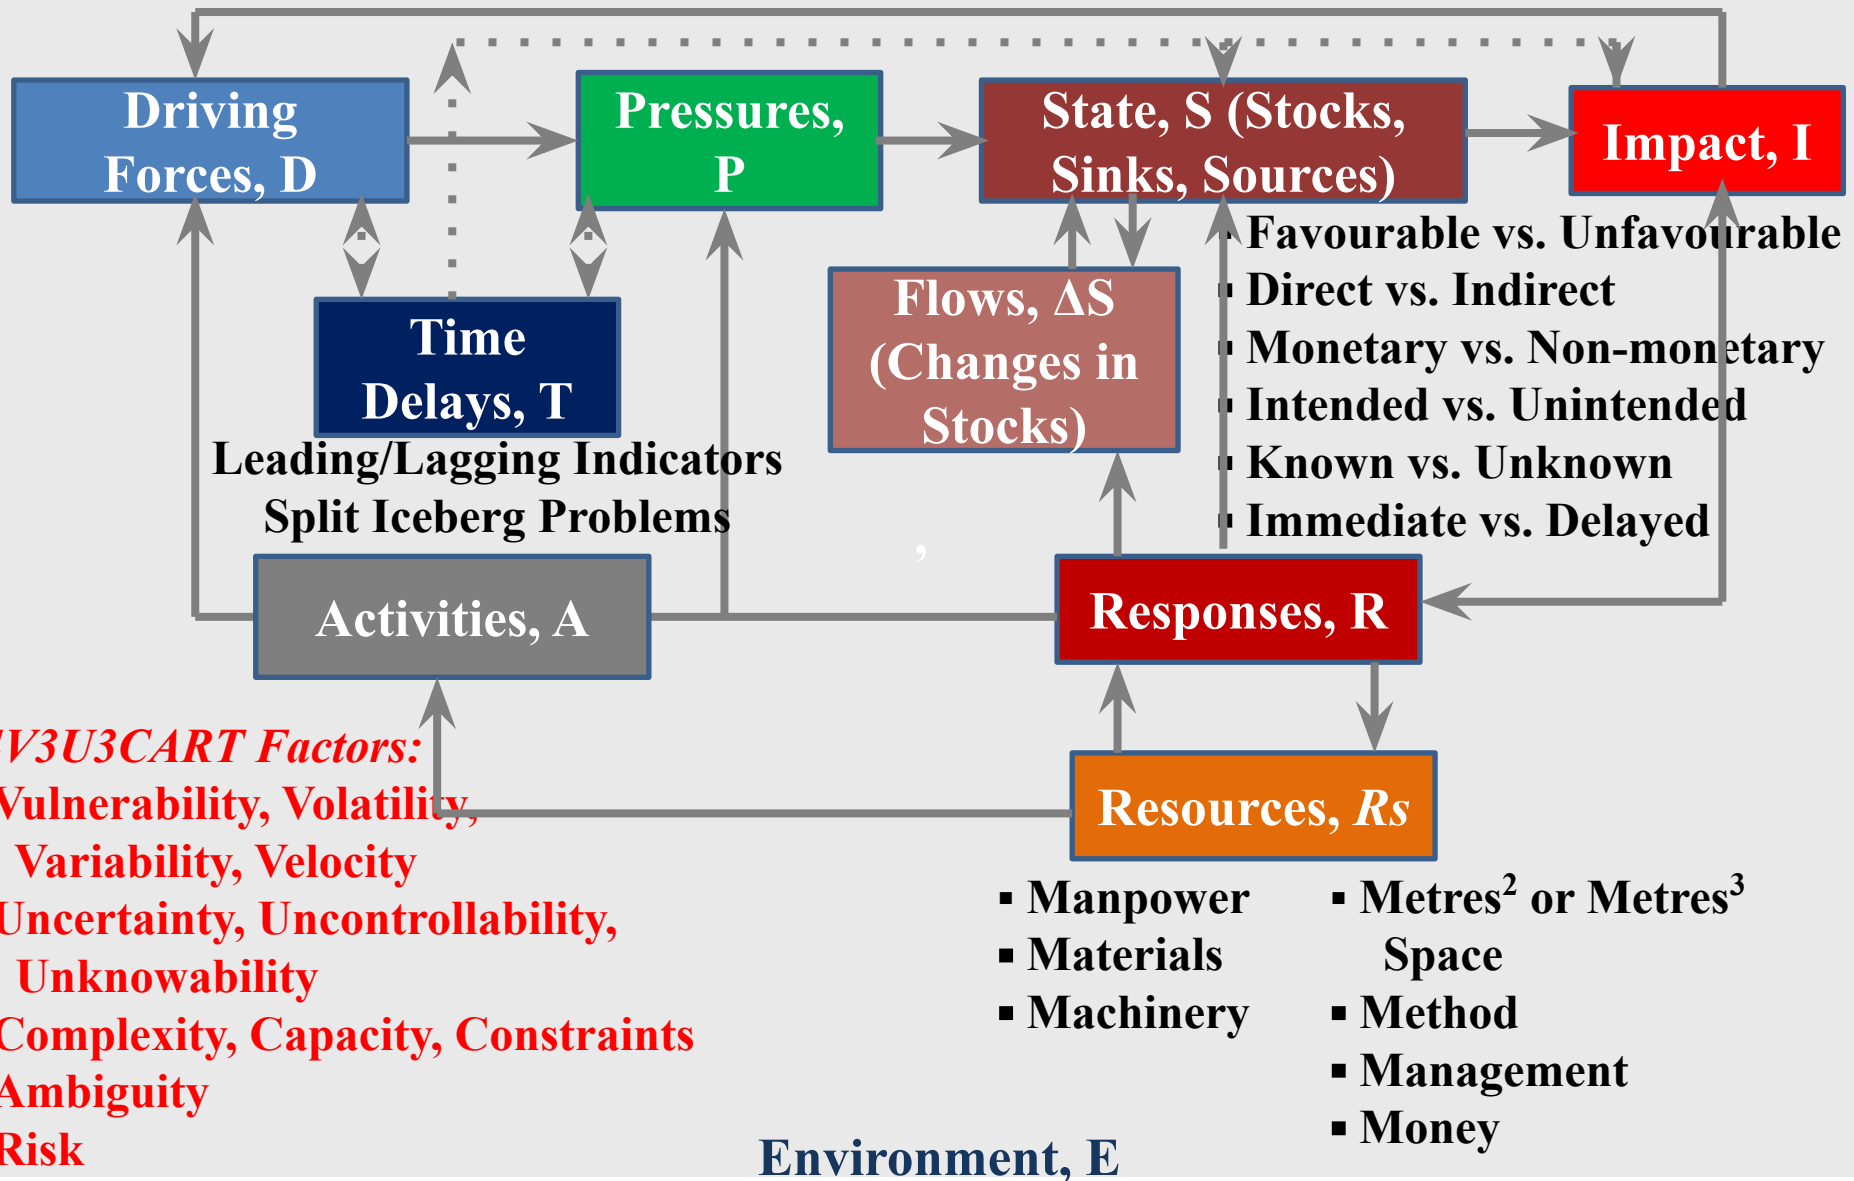 Driving
Forces, D
Pressures,
P
State, S (Stocks,
Sinks, Sources)
Impact, I
Time
Delays, T
Leading/Lagging Indicators
Split Iceberg Problems
Flows, ΔS
(Changes in
Stocks)
▪ Favourable vs. Unfavourable
▪ Direct vs. Indirect
▪ Monetary vs. Non-monetary
▪ Intended vs. Unintended
▪ Known vs. Unknown
▪ Immediate vs. Delayed
,
Activities, A
Responses, R
Resources, Rs
V3U3CART Factors:
Vulnerability, Volatility,
Variability, Velocity
Uncertainty, Uncontrollability,
Unknowability
Complexity, Capacity, Constraints
Ambiguity
Risk
▪ Manpower
▪ Materials
▪ Machinery
▪ Metres² or Metres³
Space
▪ Method
▪ Management
▪ Money
Environment, E